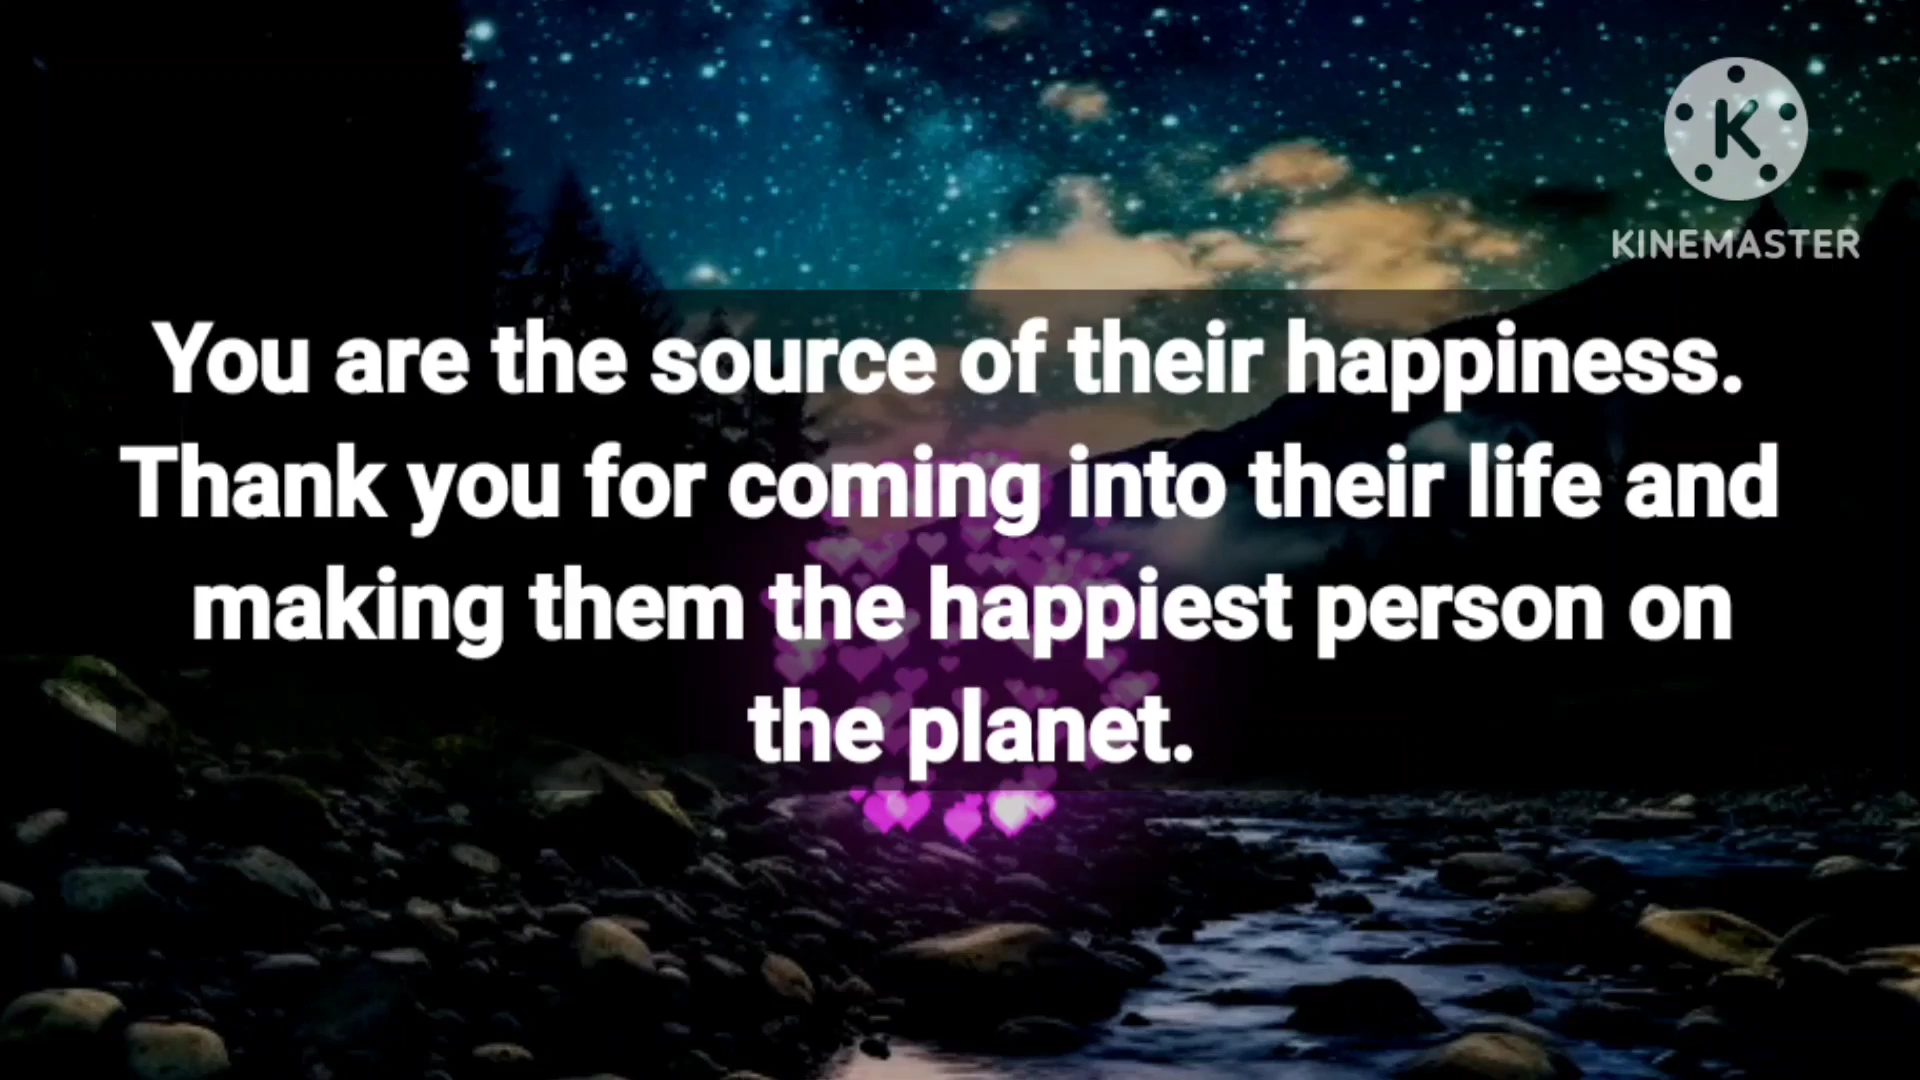 K
KINEMASTER
You are the source of their happiness.
Thank you for coming into their life and
making them the happiest person on
the planet.